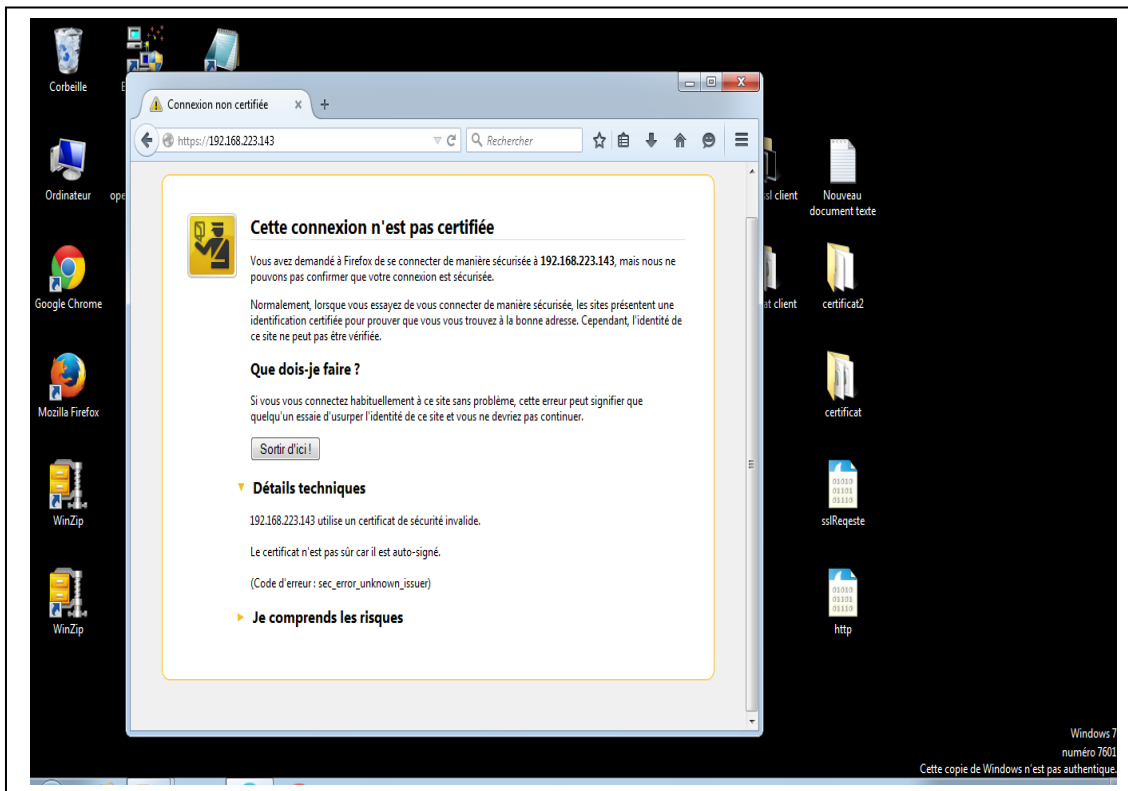 Corbeille
E
Connexion non certifiée
https://192.168.223.143
Rechercher
Ordinateur
ope
sl client
Nouveau
document texte
Cette connexion n'est pas certifiée
Vous avez demandé à Firefox de se connecter de manière sécurisée à 192.168.223.143, mais nous ne
pouvons pas confirmer que votre connexion est sécurisée.
Google Chrome
at client
certificat2
Normalement, lorsque vous essayez de vous connecter de manière sécurisée, les sites présentent une
identification certifiée pour prouver que vous vous trouvez à la bonne adresse. Cependant, l'identité de
ce site ne peut pas être vérifiée.
Que dois-je faire ?
Si vous vous connectez habituellement à ce site sans problème, cette erreur peut signifier que
quelqu'un essaie d'usurper l'identité de ce site et vous ne devriez pas continuer.
Mozilla Firefox
certificat
Sortir d'ici !
Détails techniques
192.168.223.143 utilise un certificat de sécurité invalide.
WinZip
01010
01101
01110
sslReqeste
Le certificat n'est pas sûr car il est auto-signé.
(Code d'erreur : sec_error_unknown_issuer)
Je comprends les risques
WinZip
01010
01101
01110
http
Windows 7
numéro 7601
Cette copie de Windows n'est pas authentique.